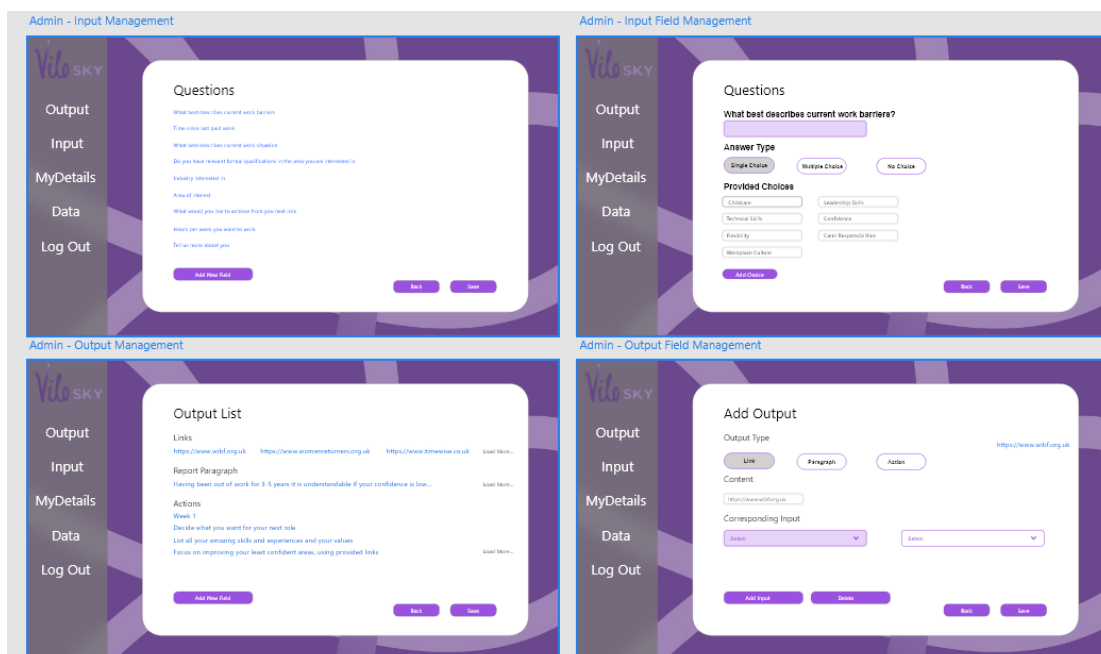 Admin - Input Management
Vilo SKY
Output
Input
MyDetails
Data
Log Out
Questions
What best describes current work barriers
Time since last paid work
What best describes current work situation
Do you have relevant formal qualifications in the area you are interested in
Industry interested in
Area of interest
What would you like to achieve from you next role
Hours per week you want to work
Tell us more about you
Add New Field
Back Save
Admin - Input Field Management
Vilo SKY
Output
Input
MyDetails
Data
Log Out
Questions
What best describes current work barriers?
Answer Type
Single Choice Multiple Choice No Choice
Provided Choices
Childcare Leadership Skills
Technical Skills Confidence
Flexibility Carer Responsibilities
Workplace Culture
Add Choice
Back Save
Admin - Output Management
Vilo SKY
Output
Input
MyDetails
Data
Log Out
Output List
Links
https://www.wibf.org.uk https://www.womenreturners.org.uk https://www.timewise.co.uk Load More...
Report Paragraph
Having been out of work for 3-5 years it is understandable if your confidence is low... Load More...
Actions
Week 1
Decide what you want for your next role
List all your amazing skills and experiences and your values
Focus on improving your least confident areas, using provided links Load More...
Add New Field
Back Save
Admin - Output Field Management
Vilo SKY
Output
Input
MyDetails
Data
Log Out
Add Output
Output Type
https://www.wibf.org.uk
Link Paragraph Action
Content
https://www.wibf.org.uk
Corresponding Input
Select Select
Add Input Delete
Back Save